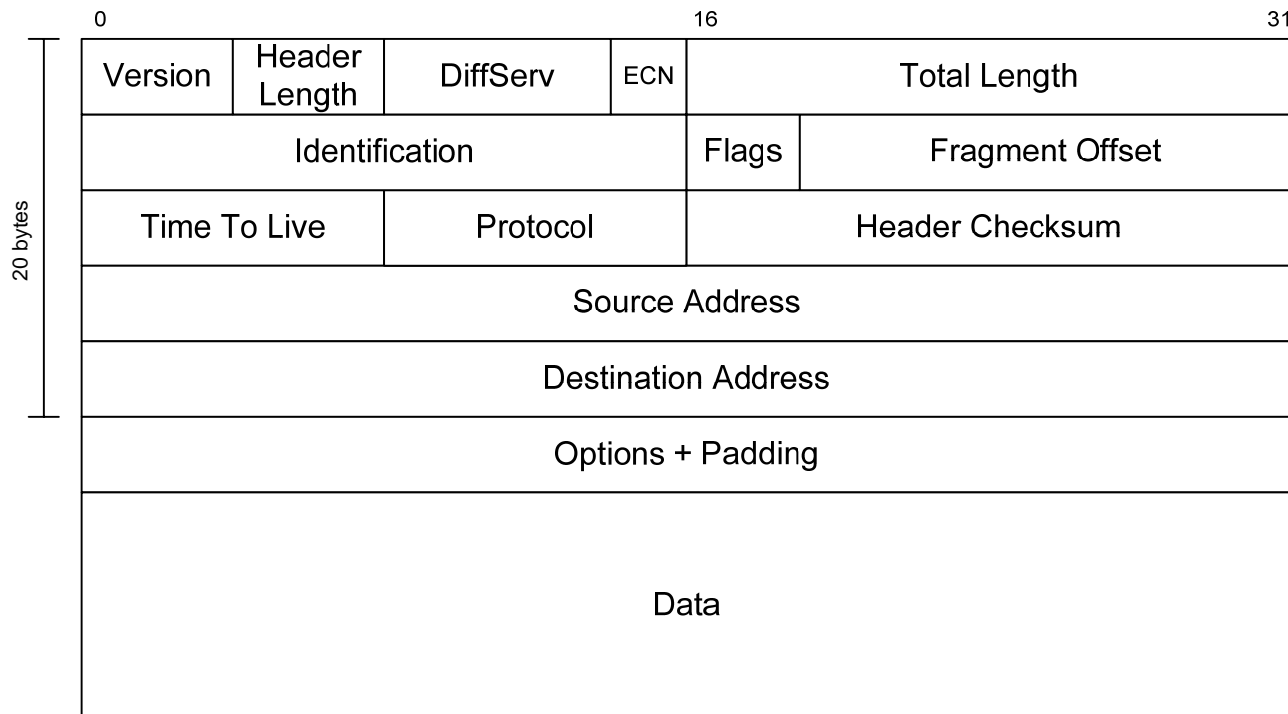 0 16 31
Version Header Length DiffServ ECN Total Length
Identification Flags Fragment Offset
Time To Live Protocol Header Checksum
20 bytes
Source Address
Destination Address
Options + Padding
Data